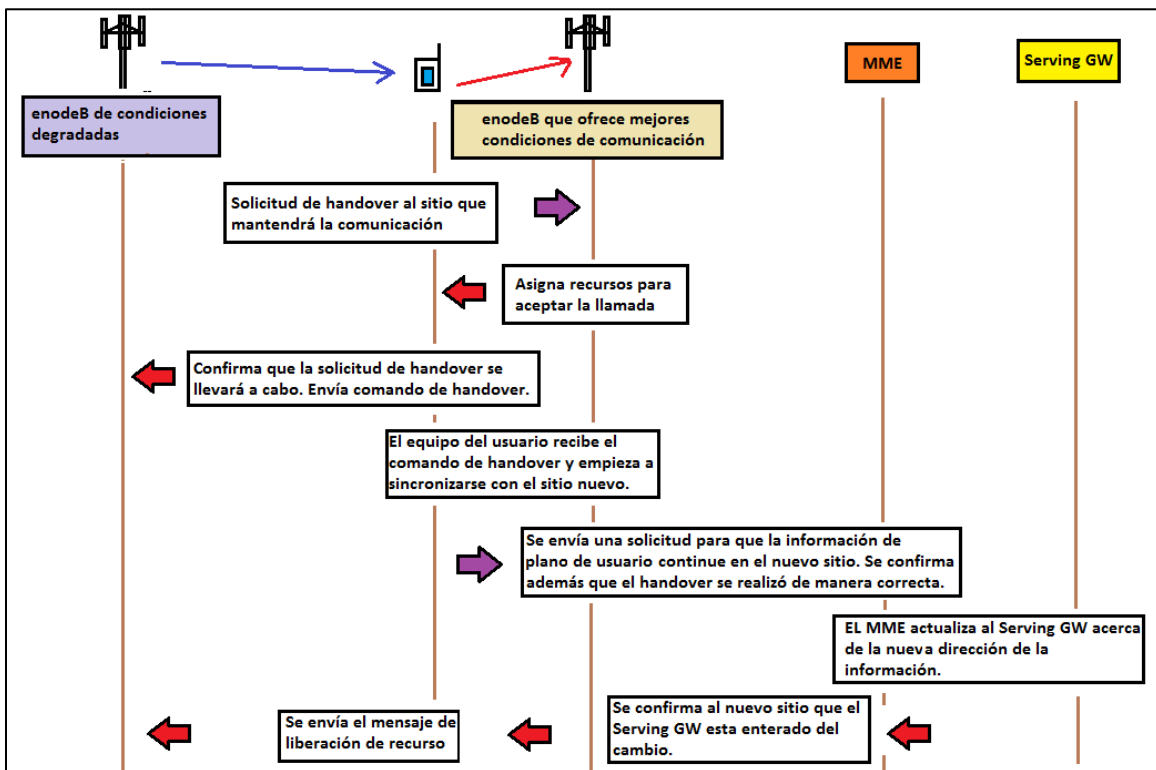 MME
Serving GW
enodeB de condiciones
degradadas
enodeB que ofrece mejores
condiciones de comunicación
Solicitud de handover al sitio que
mantendrá la comunicación
Asigna recursos para
aceptar la llamada
Confirma que la solicitud de handover se
llevará a cabo. Envía comando de handover.
El equipo del usuario recibe el
comando de handover y empieza a
sincronizarse con el sitio nuevo.
Se envía una solicitud para que la información de
plano de usuario continue en el nuevo sitio. Se confirma
además que el handover se realizó de manera correcta.
EL MME actualiza al Serving GW acerca
de la nueva dirección de la
información.
Se confirma al nuevo sitio que el
Serving GW esta enterado del
cambio.
Se envía el mensaje de
liberación de recurso